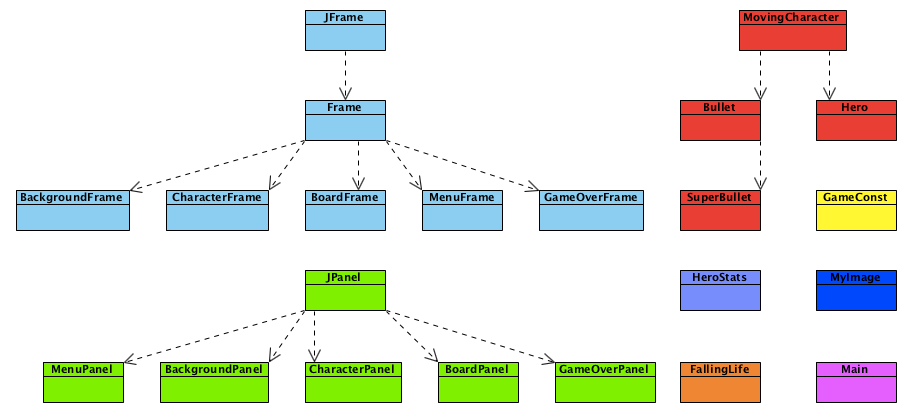 JFrame
MovingCharacter
Frame
Bullet
Hero
BackgroundFrame
CharacterFrame
BoardFrame
MenuFrame
GameOverFrame
SuperBullet
GameConst
JPanel
HeroStats
MyImage
MenuPanel
BackgroundPanel
CharacterPanel
BoardPanel
GameOverPanel
FallingLife
Main